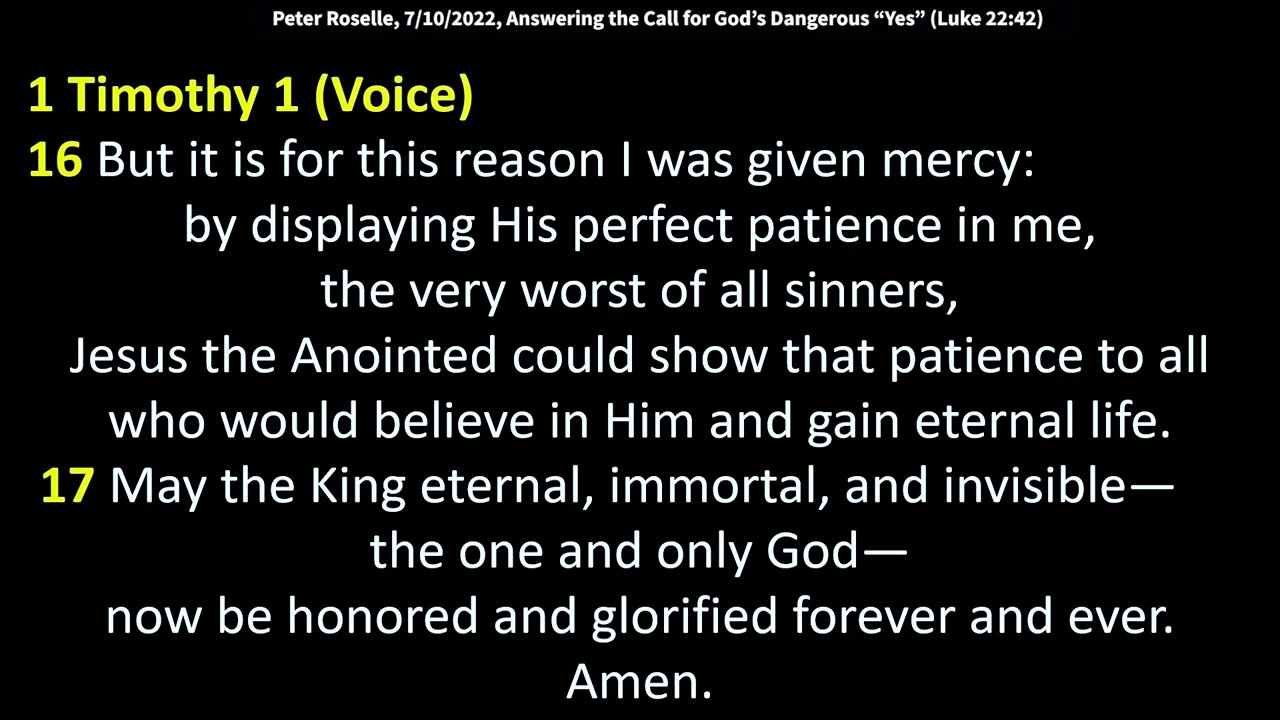 Peter Roselle, 7/10/2022, Answering the Call for God’s Dangerous “Yes” (Luke 22:42)
1 Timothy 1 (Voice)
16 But it is for this reason I was given mercy:
by displaying His perfect patience in me,
the very worst of all sinners,
Jesus the Anointed could show that patience to all
who would believe in Him and gain eternal life.
17 May the King eternal, immortal, and invisible—
the one and only God—
now be honored and glorified forever and ever.
Amen.